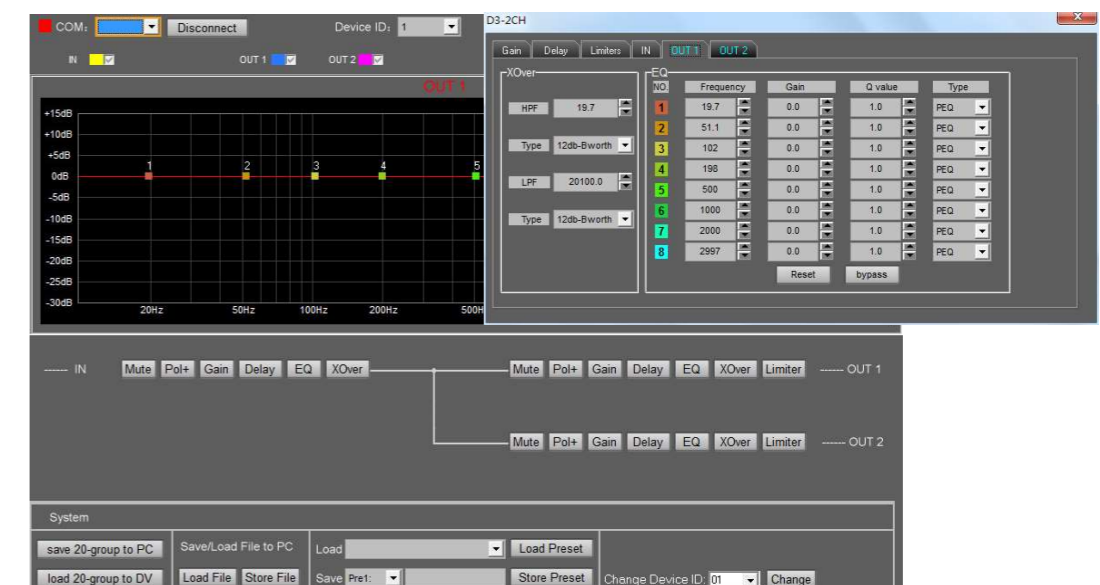 COM: Disconnect Device ID: 1
IN OUT 1 OUT 2
OUT 1
+15dB
+10dB
+5dB
0dB
-5dB
-10dB
-15dB
-20dB
-25dB
-30dB
1 2 3 4 5
20Hz 50Hz 100Hz 200Hz 500H
D3-2CH
Gain Delay Limiters IN OUT 1 OUT 2
XOver
HPF 19.7
Type 12db-Bworth
LPF 20100.0
Type 12db-Bworth
EQ
NO. Frequency Gain Q value Type
1 19.7 0.0 1.0 PEQ
2 51.1 0.0 1.0 PEQ
3 102 0.0 1.0 PEQ
4 198 0.0 1.0 PEQ
5 500 0.0 1.0 PEQ
6 1000 0.0 1.0 PEQ
7 2000 0.0 1.0 PEQ
8 2997 0.0 1.0 PEQ
Reset bypass
------ IN Mute Pol+ Gain Delay EQ XOver Mute Pol+ Gain Delay EQ XOver Limiter ------ OUT 1
Mute Pol+ Gain Delay EQ XOver Limiter ------ OUT 2
System
save 20-group to PC Save/Load File to PC Load Load Preset
load 20-group to DV Load File Store File Save Pre1: Store Preset Change Device ID: 01 Change